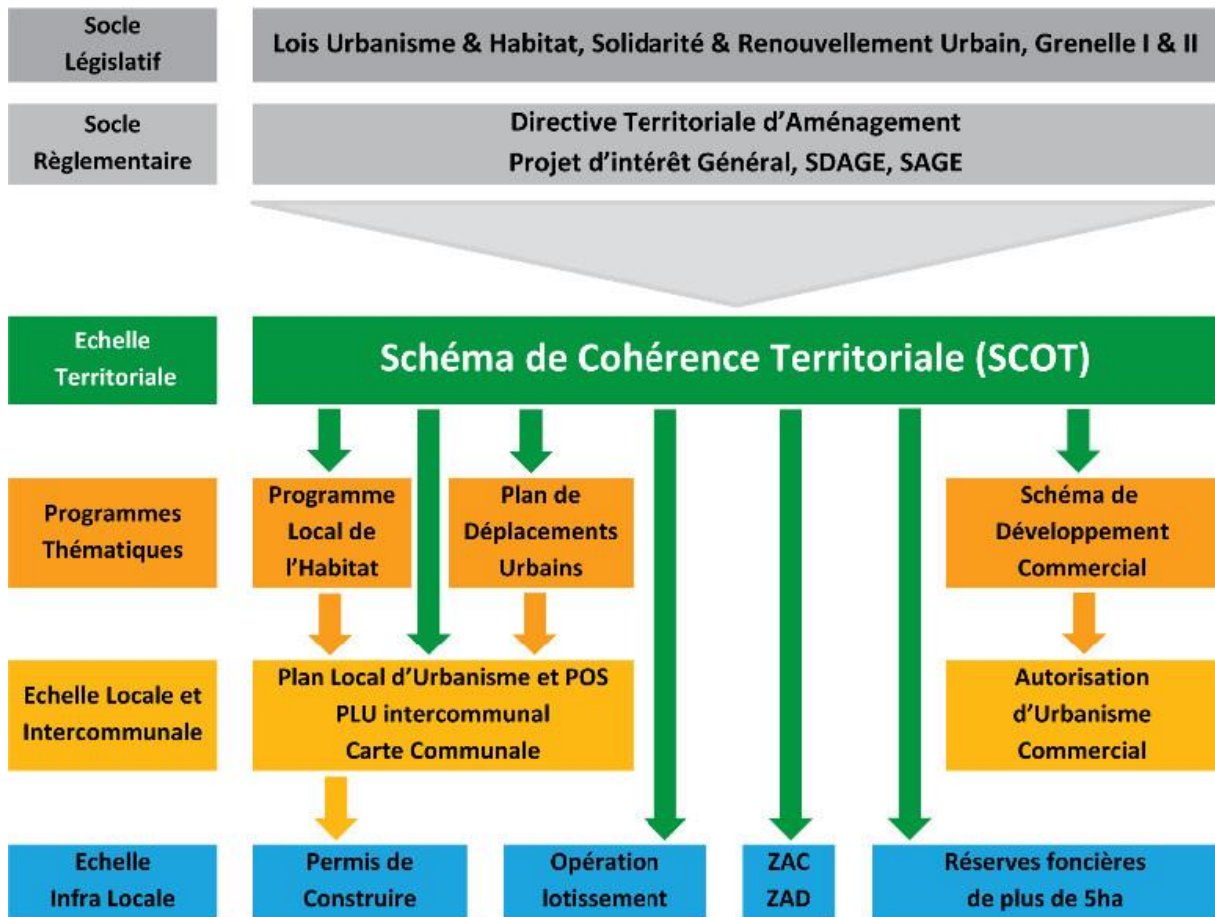 Socle
Législatif
Lois Urbanisme & Habitat, Solidarité & Renouvellement Urbain, Grenelle I & II
Socle
Règlementaire
Directive Territoriale d'Aménagement
Projet d'intérêt Général, SDAGE, SAGE
Echelle
Territoriale
Schéma de Cohérence Territoriale (SCOT)
Programmes
Thématiques
Programme
Local de
l'Habitat
Plan de
Déplacements
Urbains
Schéma de
Développement
Commercial
Echelle Locale et
Intercommunale
Plan Local d'Urbanisme et POS
PLU intercommunal
Carte Communale
Autorisation
d'Urbanisme
Commercial
Echelle
Infra Locale
Permis de
Construire
Opération
lotissement
ZAC
ZAD
Réserves foncières
de plus de 5ha